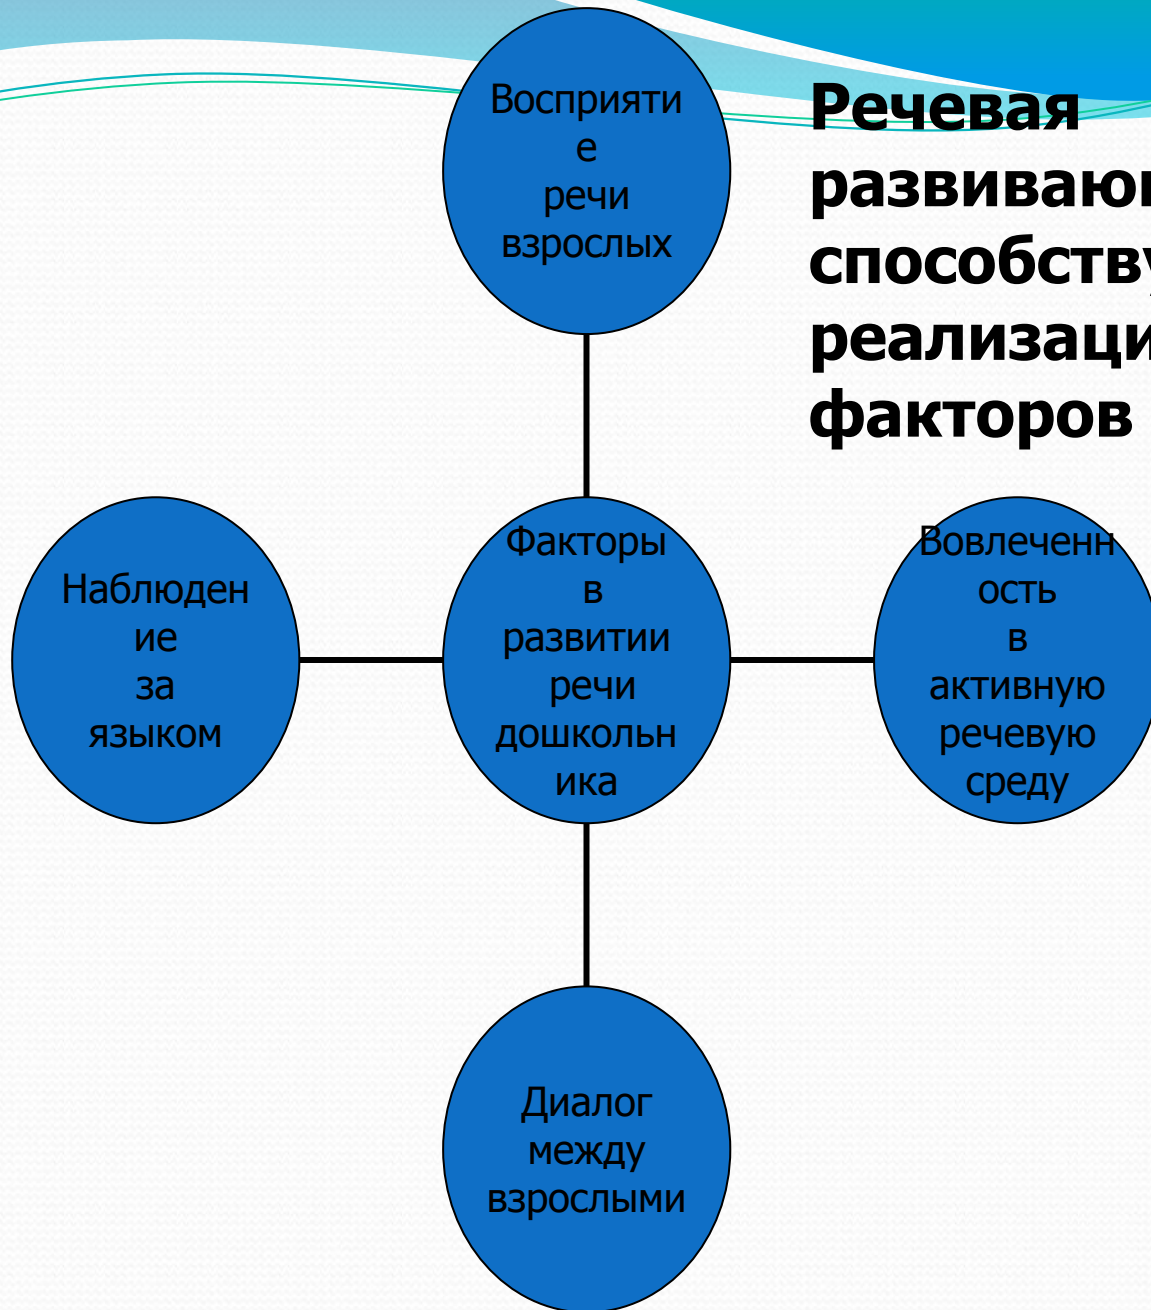 Восприяти
е
речи
взрослых
Речевая
развиваю
способству
реализаци
факторов
Наблюден
ие
за
языком
Факторы
в
развитии
речи
дошкольн
ика
Вовлеченн
ость
в
активную
речевую
среду
Диалог
между
взрослыми